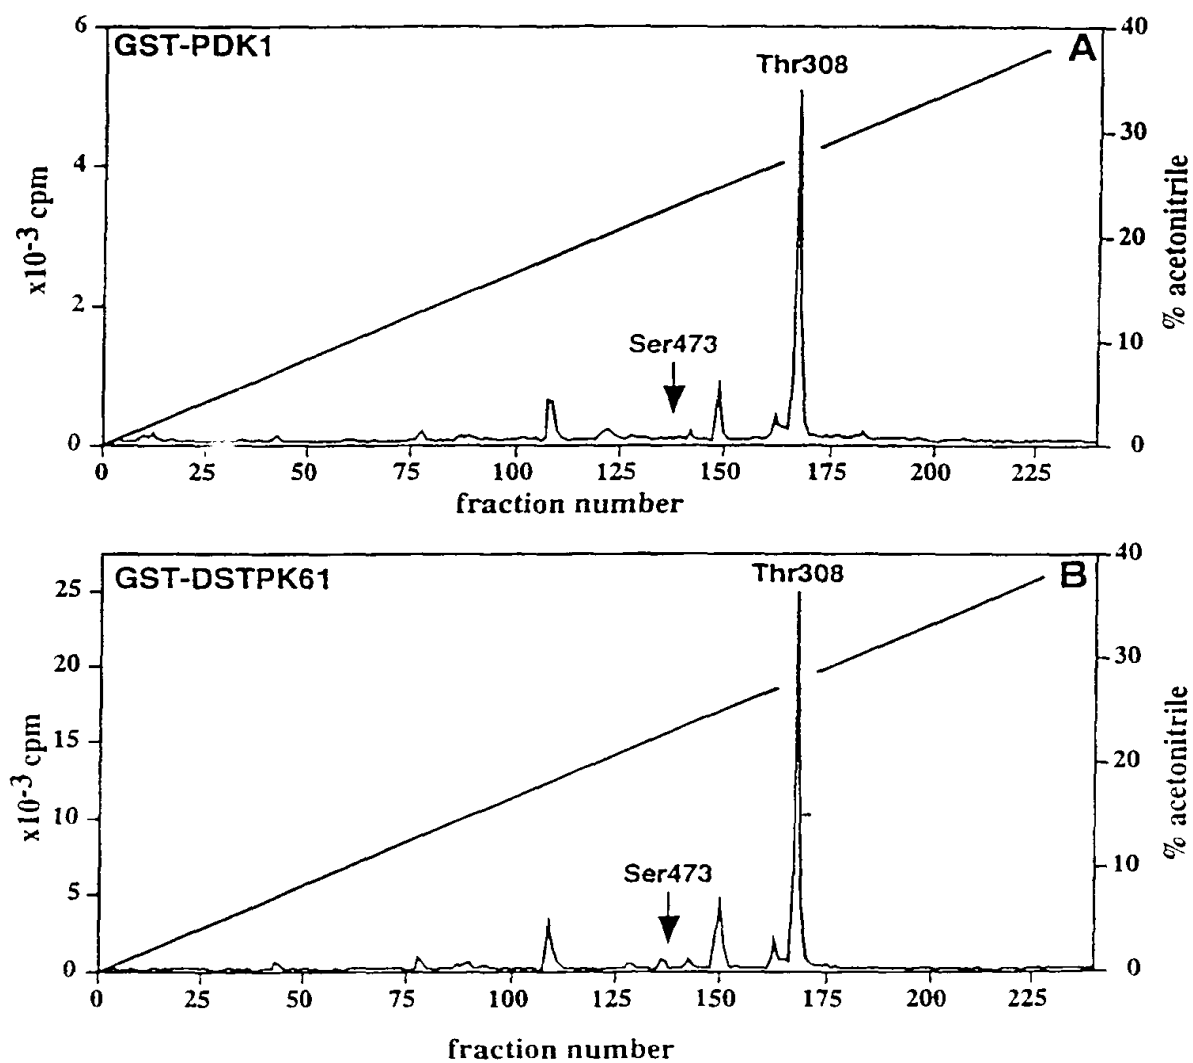 GST-PDK1
A
Thr308
Ser473
6
4
2
0
x10-3 cpm
40
30
20
10
0
% acetonitrile
0 25 50 75 100 125 150 175 200 225
fraction number
GST-DSTPK61
B
Thr308
Ser473
25
20
15
10
5
0
x10-3 cpm
40
30
20
10
0
% acetonitrile
0 25 50 75 100 125 150 175 200 225
fraction number